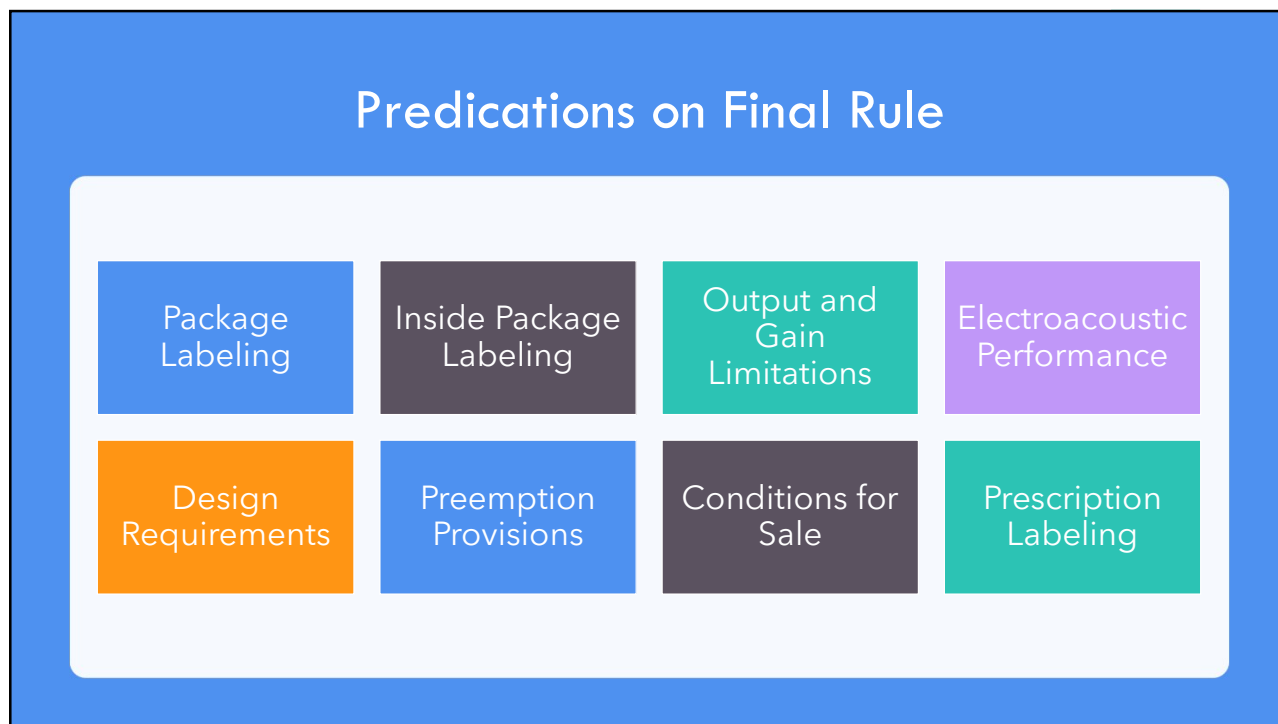 Predications on Final Rule
Package
Labeling
Inside Package
Labeling
Output and
Gain
Limitations
Electroacoustic
Performance
Design
Requirements
Preemption
Provisions
Conditions for
Sale
Prescription
Labeling